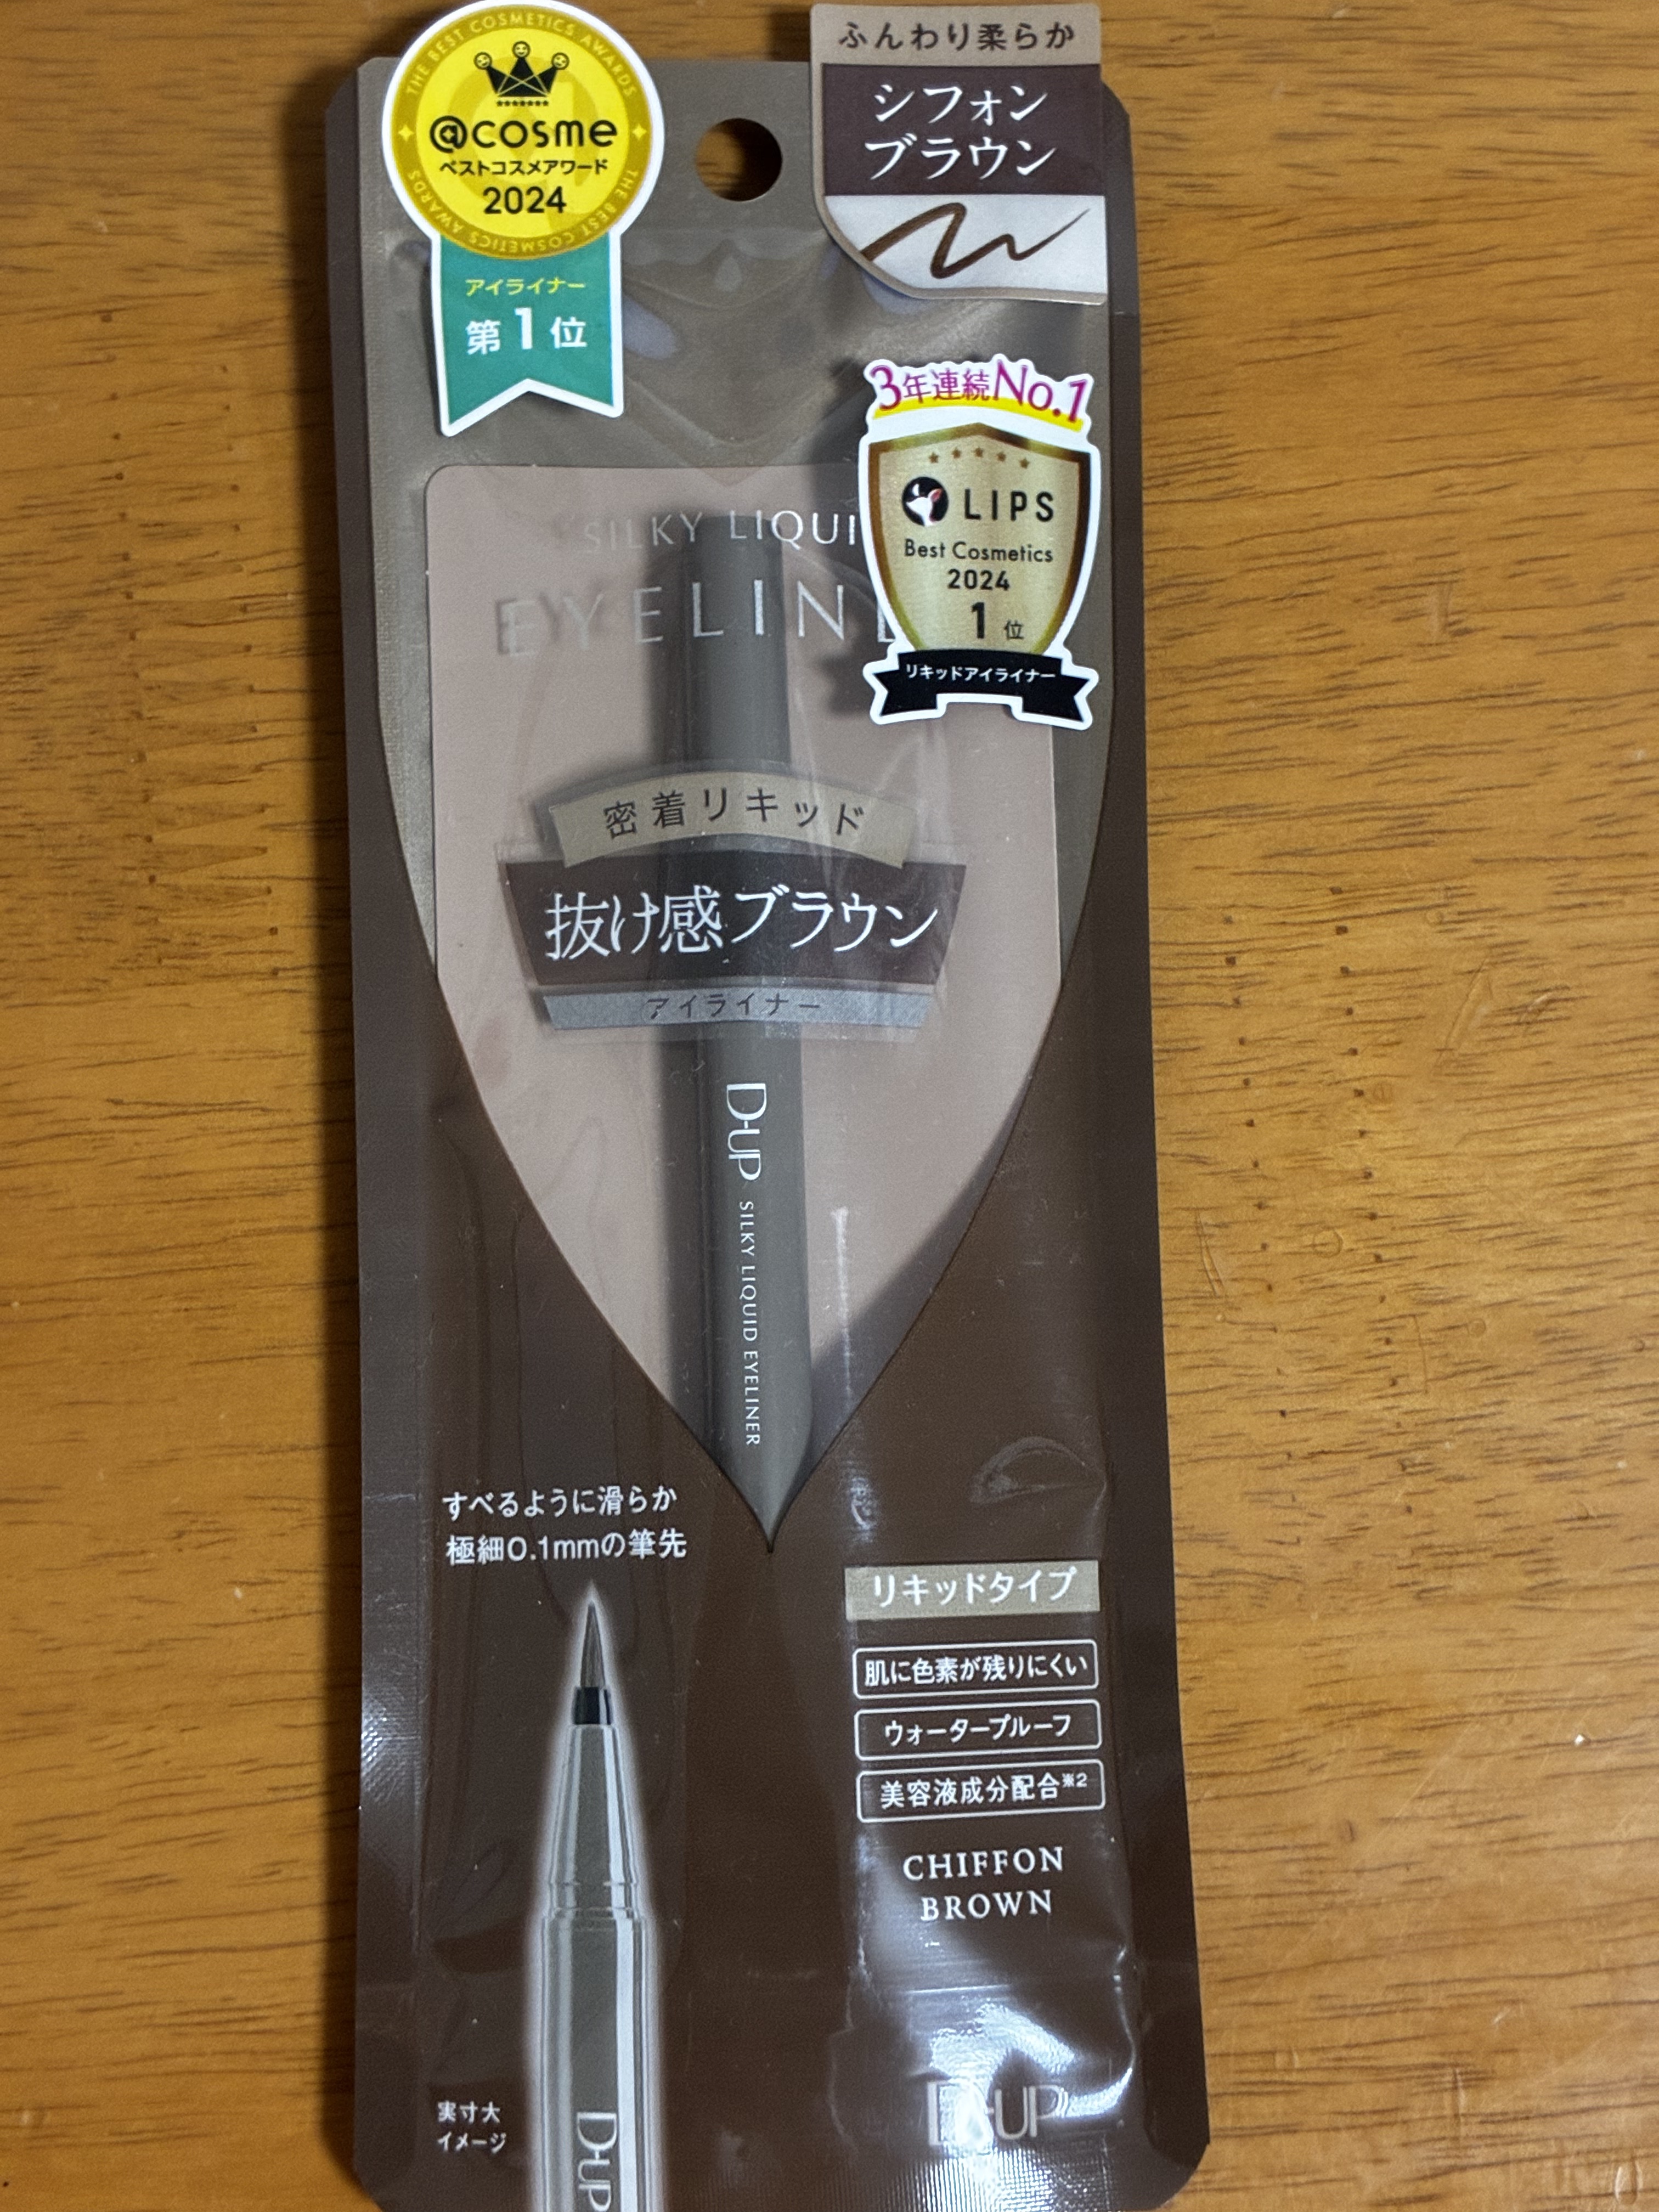 THE BEST COSMETICS AWARDS
@cosme
ベストコスメアワード
2024
THE BEST COSMETICS AWARDS
アイライナー
第1位
ふんわり柔らか
シフォン
ブラウン
3年連続No.1
LIPS
Best Cosmetics
2024
1位
リキッドアイライナー
SILKY LIQUI
EYELINE
密着リキッド
抜け感ブラウン
アイライナー
D-UP SILKY LIQUID EYELINER
すべるように滑らか
極細0.1mmの筆先
リキッドタイプ
肌に色素が残りにくい
ウォータープルーフ
美容液成分配合※2
CHIFFON
BROWN
D-UP
実寸大
イメージ
D-UP